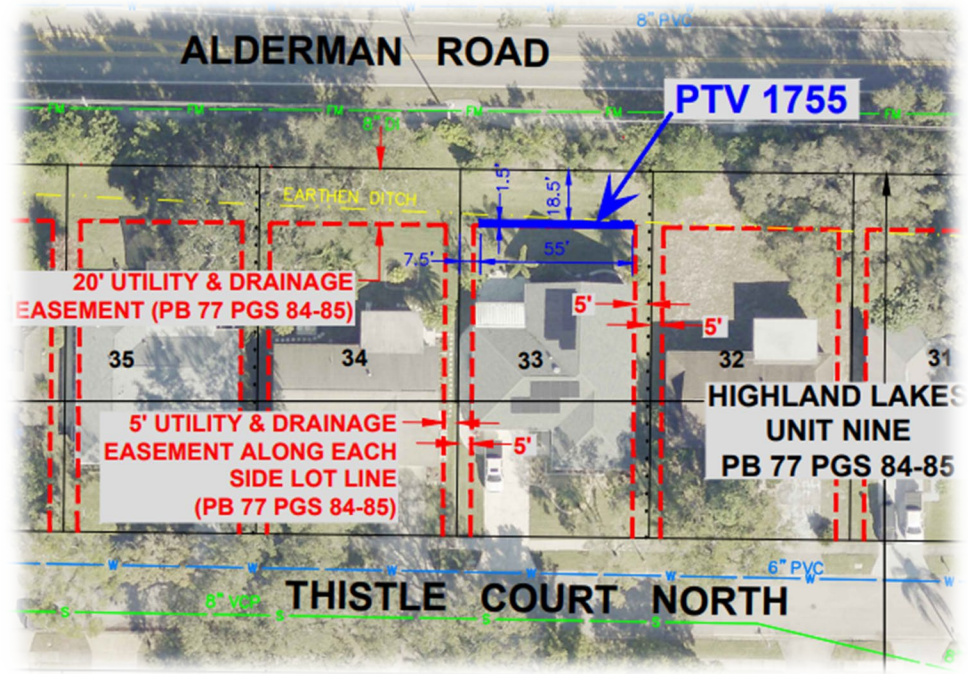 8" PVC
ALDERMAN ROAD
PTV 1755
FM FM FM FM FM FM
8" DI
EARTHEN DITCH
1.5'
18.5'
7.5'
55'
20' UTILITY & DRAINAGE
EASEMENT (PB 77 PGS 84-85)
5'
5'
35
34
33
32
31
HIGHLAND LAKES
UNIT NINE
PB 77 PGS 84-85
5' UTILITY & DRAINAGE
EASEMENT ALONG EACH
SIDE LOT LINE
(PB 77 PGS 84-85)
5'
6" PVC
W W W W W W
THISTLE COURT NORTH
8" VCP
S S S S